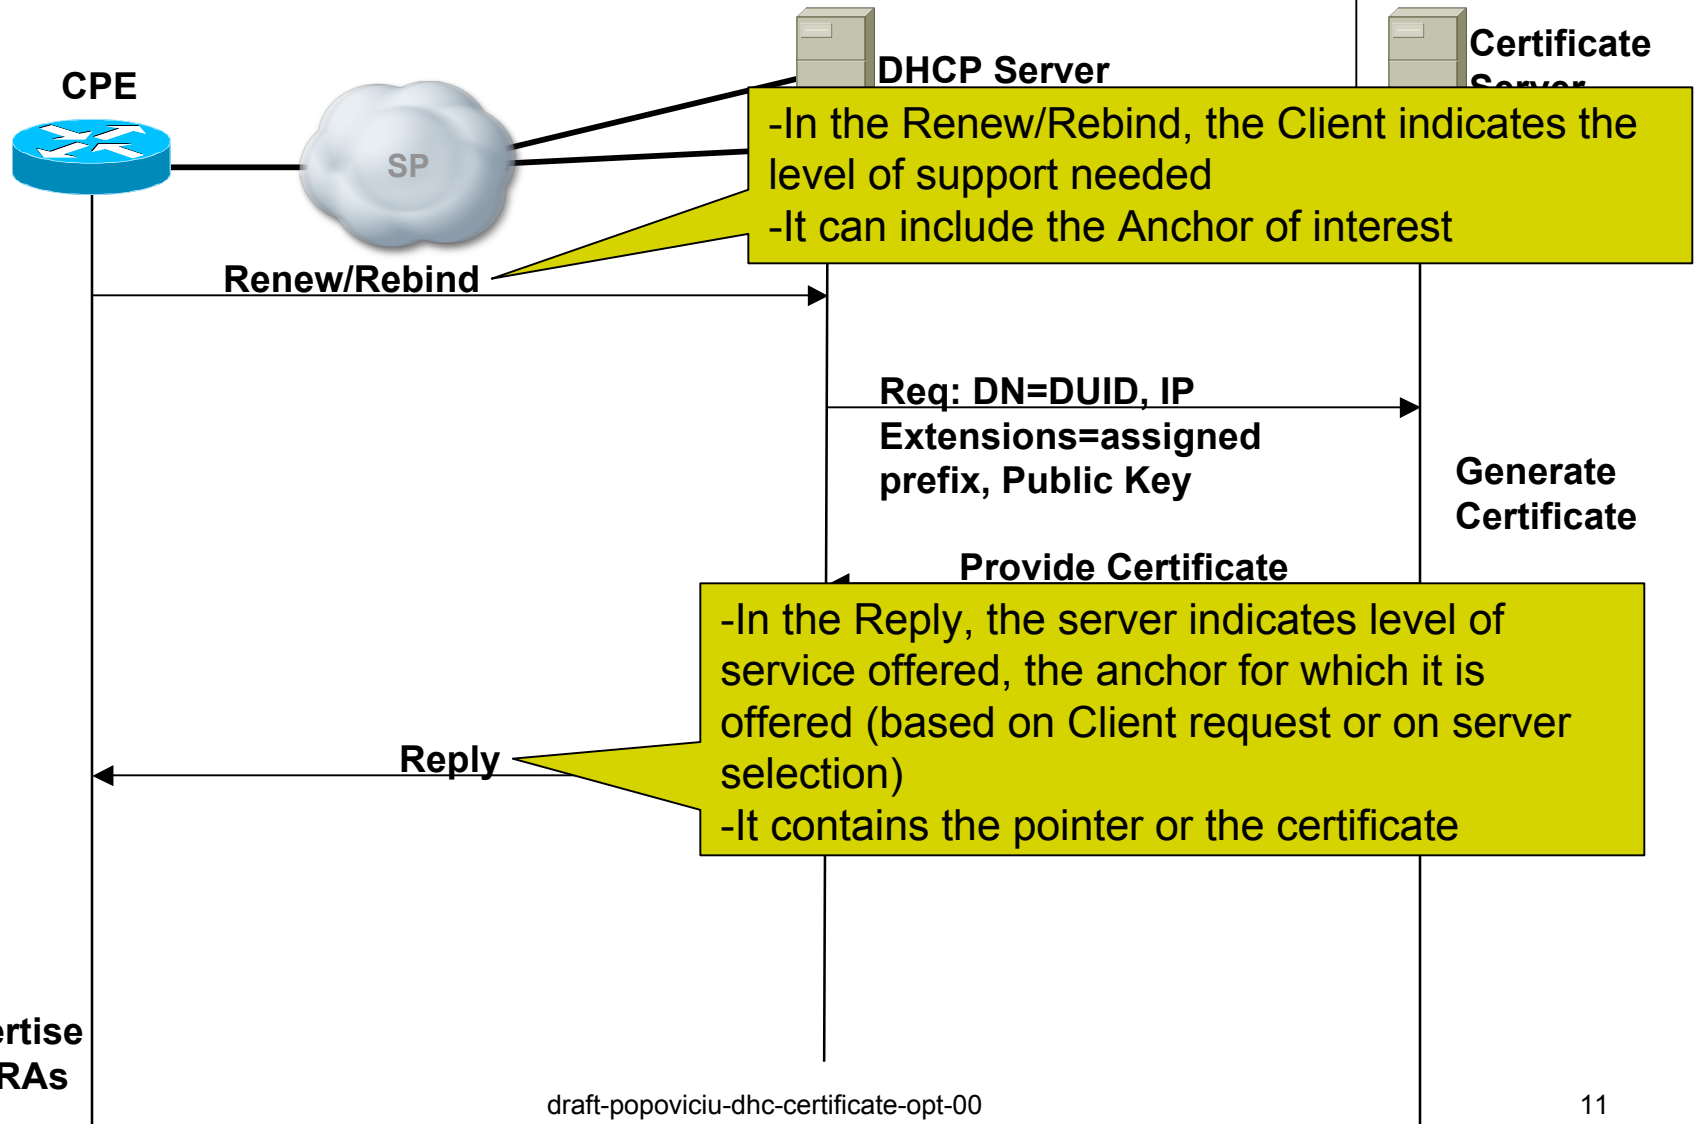 CPE
SP
DHCP Server
Certificate
Server
-In the Renew/Rebind, the Client indicates the
level of support needed
-It can include the Anchor of interest
Renew/Rebind
Req: DN=DUID, IP
Extensions=assigned
prefix, Public Key
Generate
Certificate
Provide Certificate
-In the Reply, the server indicates level of
service offered, the anchor for which it is
offered (based on Client request or on server
selection)
-It contains the pointer or the certificate
Reply
ertise
RAs
draft-popoviciu-dhc-certificate-opt-00
11